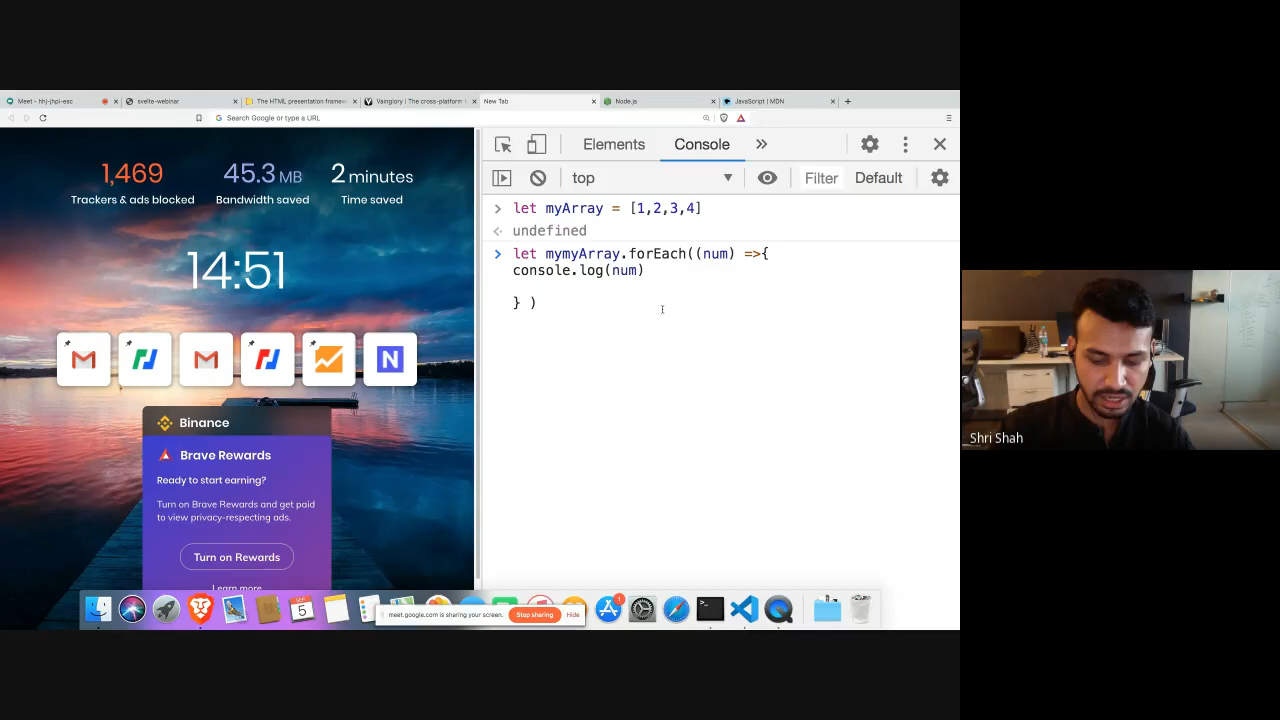 Meet - hhj-jhpi-esc
svelte-webinar
The HTML presentation framew
Vainglory | The cross-platform
New Tab
Node.js
JavaScript | MDN
Search Google or type a URL
1,469
Trackers & ads blocked
45.3 MB
Bandwidth saved
2 minutes
Time saved
14:51
Binance
Brave Rewards
Ready to start earning?
Turn on Brave Rewards and get paid
to view privacy-respecting ads.
Turn on Rewards
Learn more
Elements
Console
top
Filter
Default
let myArray = [1,2,3,4]
undefined
let mymyArray.forEach((num) =>{
console.log(num)
} )
Shri Shah
5
1
meet.google.com is sharing your screen.
Stop sharing
Hide